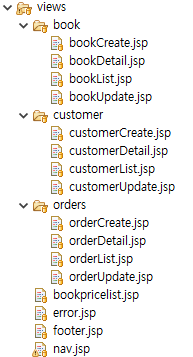 views
book
bookCreate.jsp
bookDetail.jsp
bookList.jsp
bookUpdate.jsp
customer
customerCreate.jsp
customerDetail.jsp
customerList.jsp
customerUpdate.jsp
orders
orderCreate.jsp
orderDetail.jsp
orderList.jsp
orderUpdate.jsp
bookpricelist.jsp
error.jsp
footer.jsp
nav.jsp